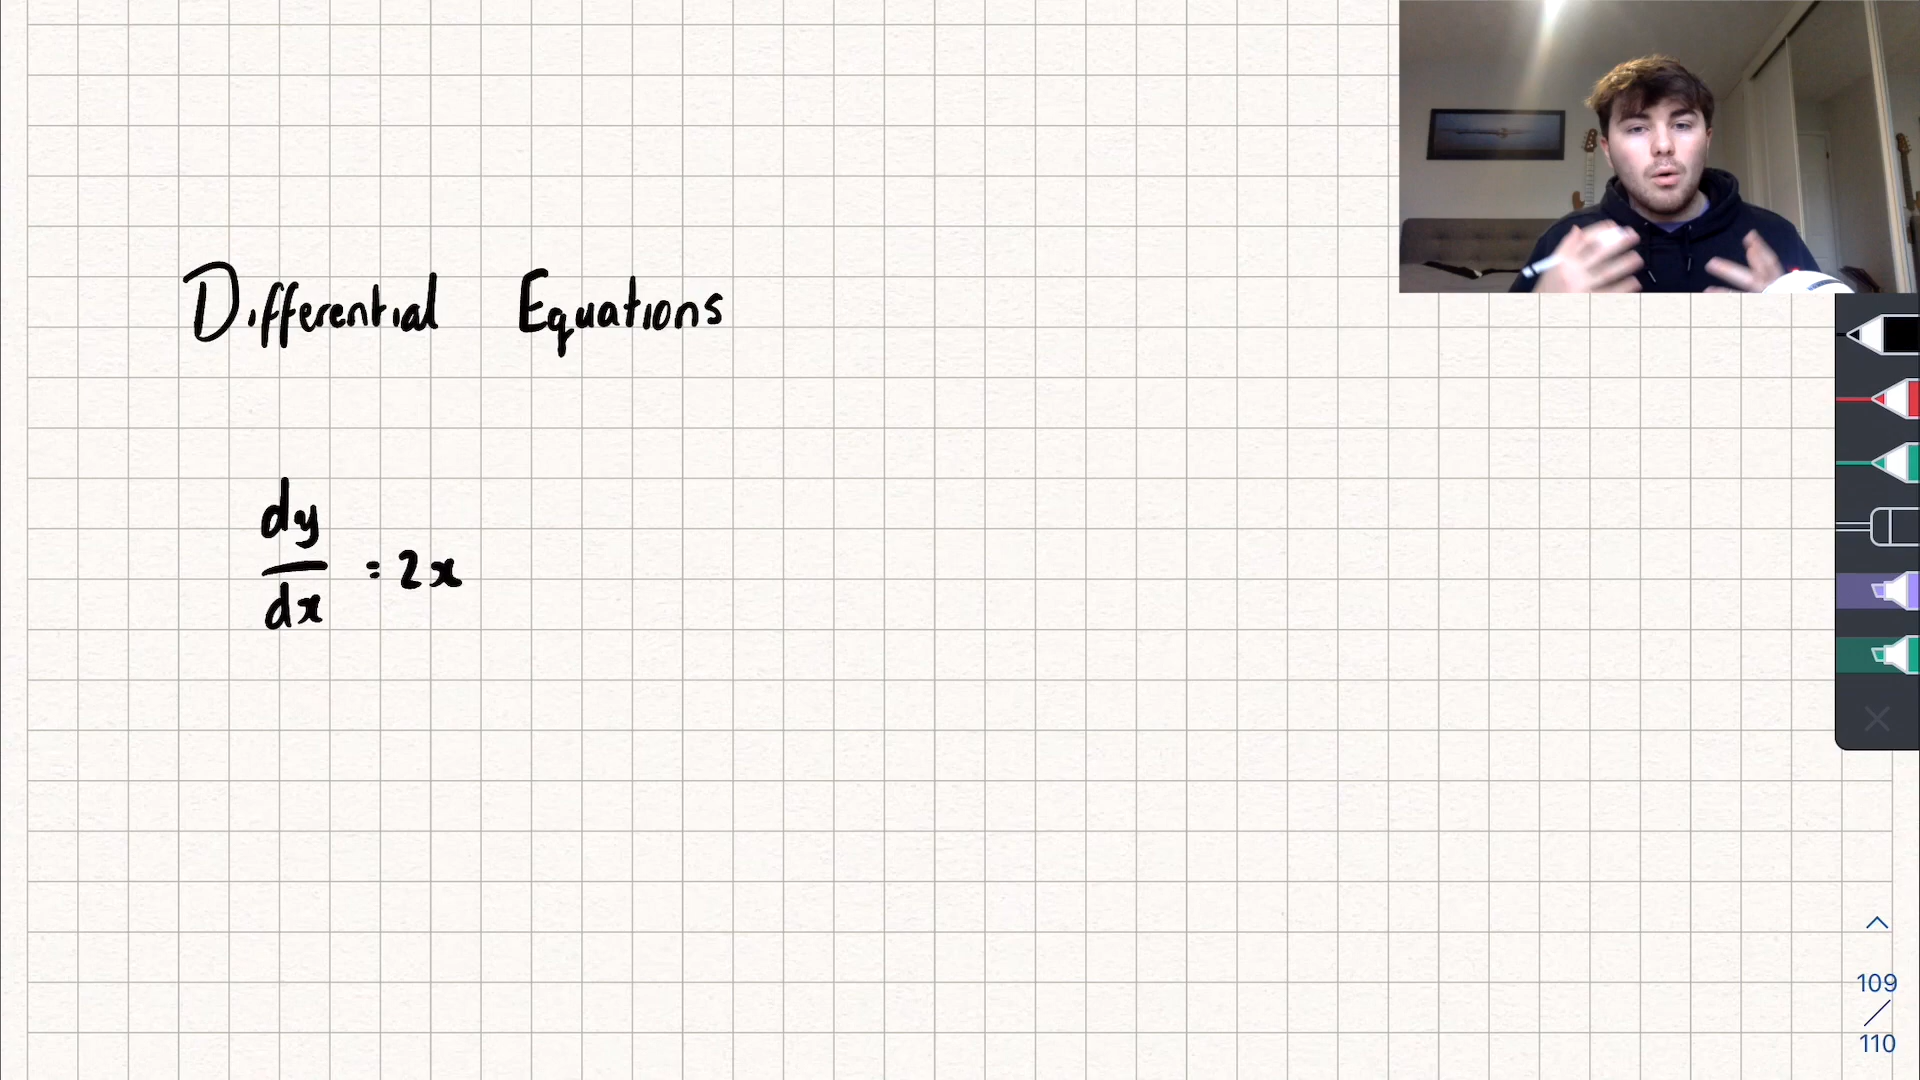 Differential Equations
dy
dx
= 2x
109
/
110